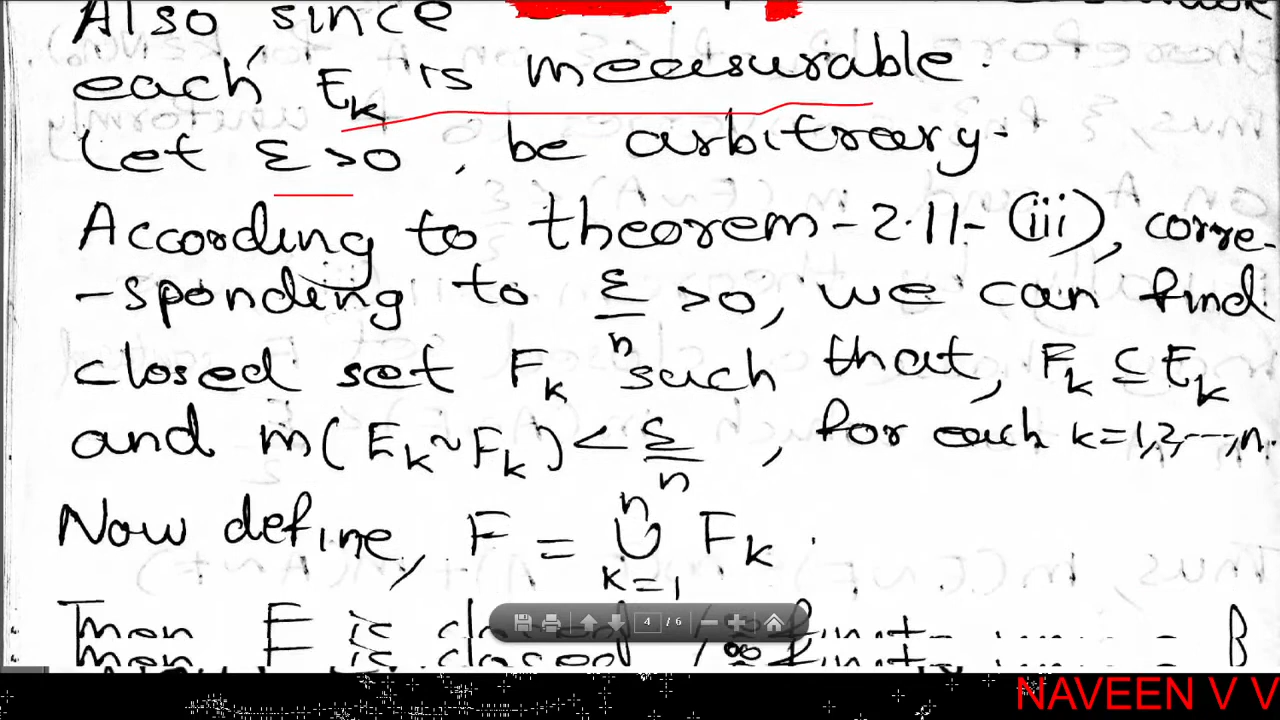 Also since
each Eₖ is measurable.
Let Ɛ >0, be arbitrary.
According to theorem-2.11-(iii), corre-
-sponding to Ɛ/n >0, we can find
closed set Fₖ such that, Fₖ ⊆ Eₖ
and m(Eₖ ~ Fₖ) < Ɛ/n, for each k=1,2,---,n.
Now define, F = ⋃ₖ₌₁ⁿ Fₖ.
Then F is closed
4 / 6
NAVEEN V V